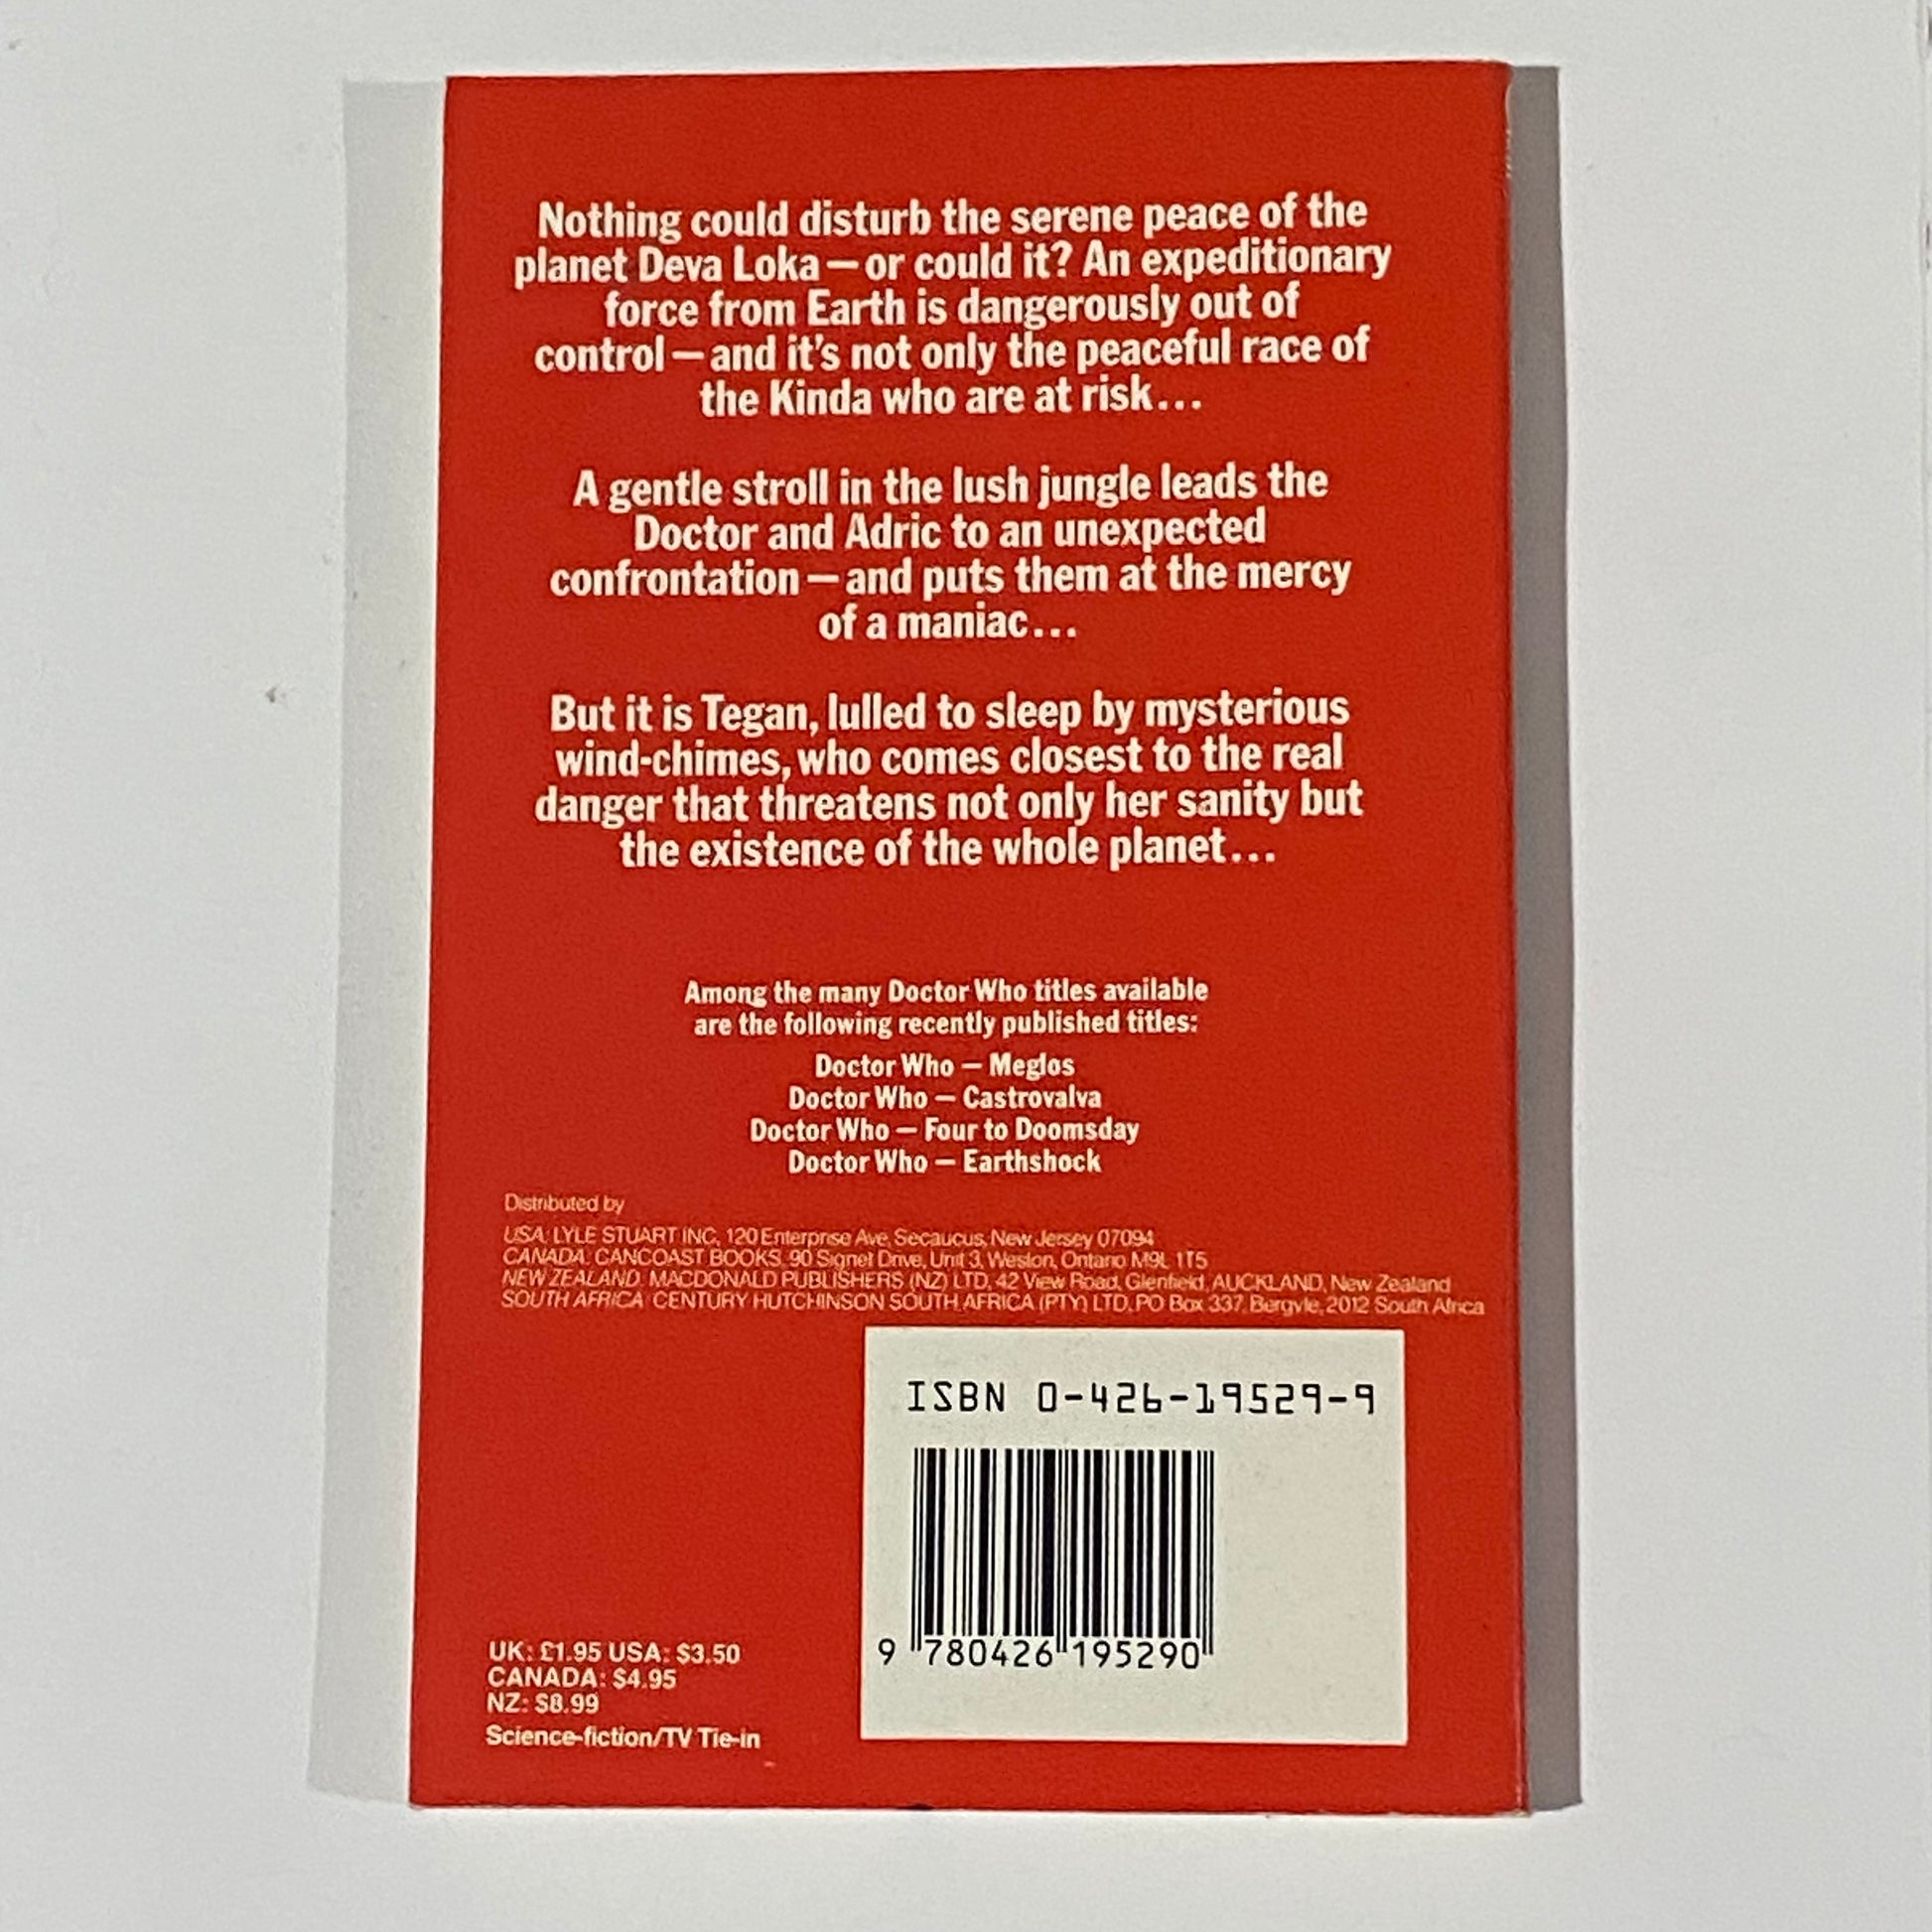 Nothing could disturb the serene peace of the
planet Deva Loka — or could it? An expeditionary
force from Earth is dangerously out of
control — and it's not only the peaceful race of
the Kinda who are at risk...
A gentle stroll in the lush jungle leads the
Doctor and Adric to an unexpected
confrontation — and puts them at the mercy
of a maniac...
But it is Tegan, lulled to sleep by mysterious
wind-chimes, who comes closest to the real
danger that threatens not only her sanity but
the existence of the whole planet...
Among the many Doctor Who titles available
are the following recently published titles:
Doctor Who — Meglos
Doctor Who — Castrovalva
Doctor Who — Four to Doomsday
Doctor Who — Earthshock
Distributed by
USA: LYLE STUART INC, 120 Enterprise Ave, Secaucus, New Jersey 07094
CANADA: CANCOAST BOOKS, 90 Signet Drive, Unit 3, Weston, Ontario M9L 1T5
NEW ZEALAND: MACDONALD PUBLISHERS (NZ) LTD, 42 View Road, Glenfield, AUCKLAND, New Zealand
SOUTH AFRICA: CENTURY HUTCHINSON SOUTH AFRICA (PTY) LTD, PO Box 337, Bergvle, 2012 South Africa
ISBN 0-426-19529-9
9 780426 195290
UK: £1.95 USA: $3.50
CANADA: $4.95
NZ: $8.99
Science-fiction/TV Tie-in